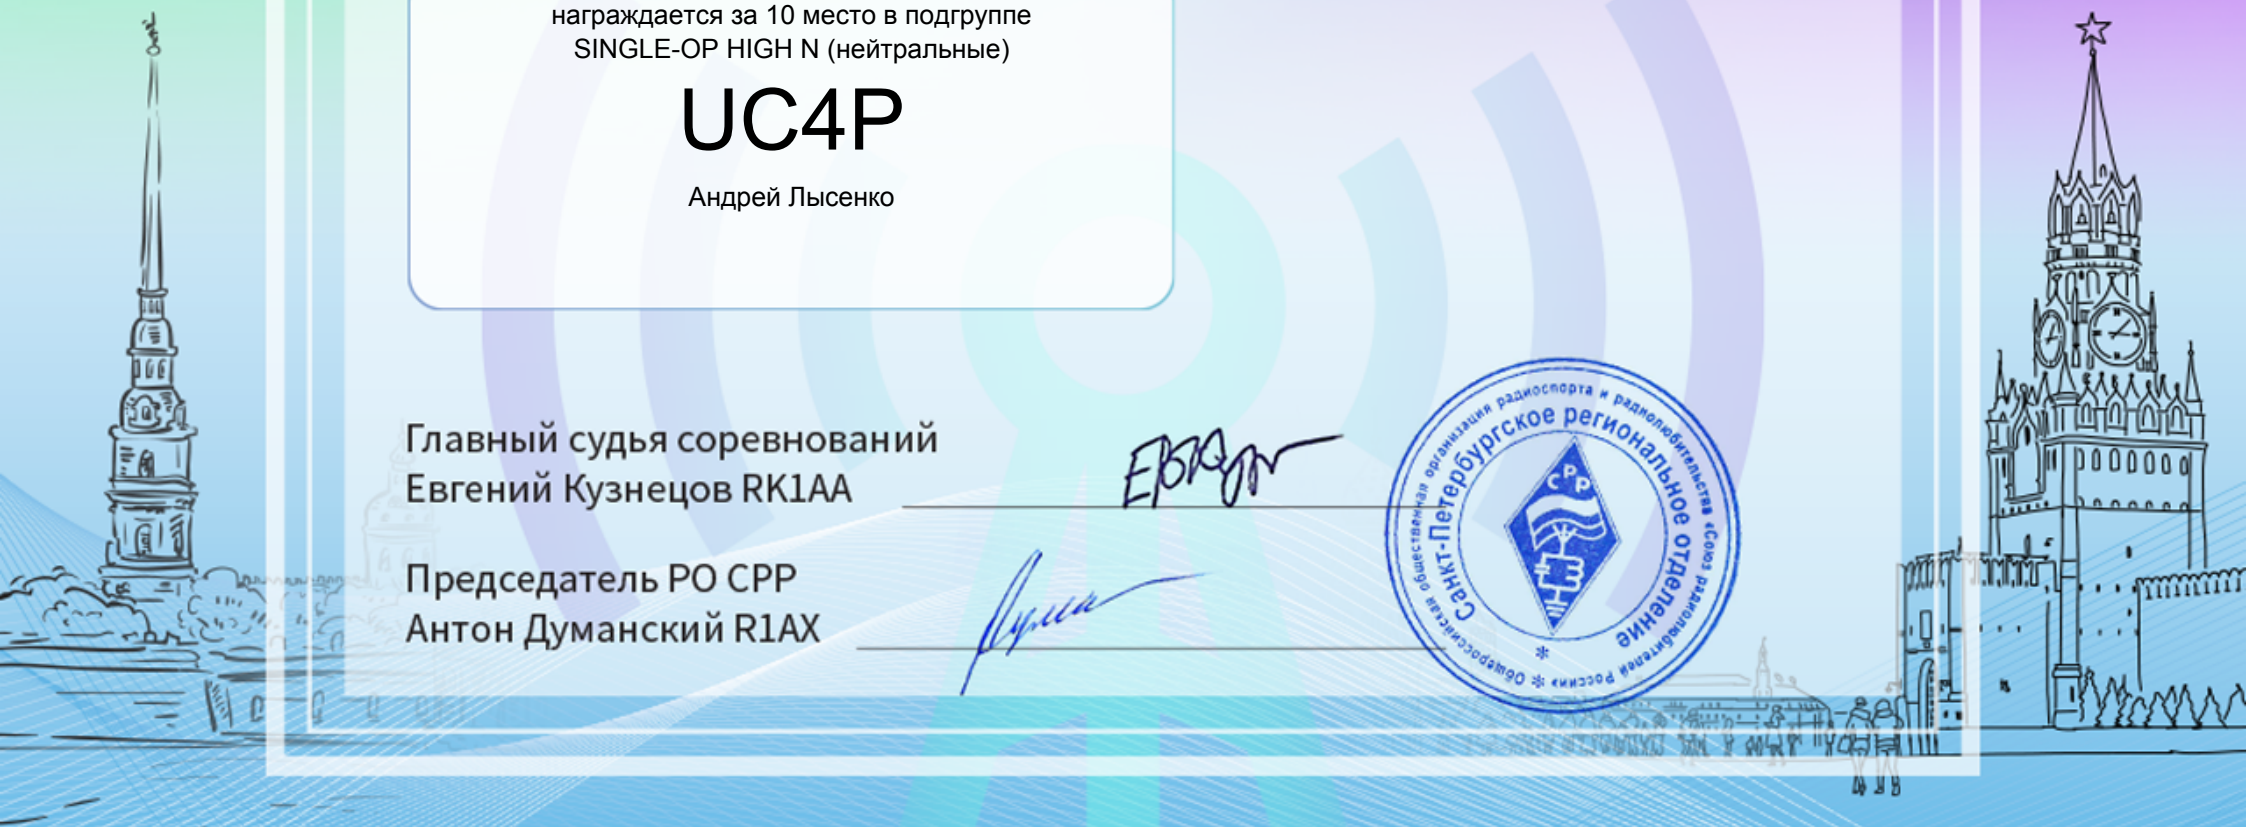 награждается за 10 место в подгруппе
SINGLE-OP HIGH N (нейтральные)
UC4P
Андрей Лысенко
Главный судья соревнований
Евгений Кузнецов RK1AA
Председатель РО СРР
Антон Думанский R1AX
Общероссийская общественная организация радиоспорта и радиолюбительства «Союз радиолюбителей России»
Санкт-Петербургское региональное отделение
СРР